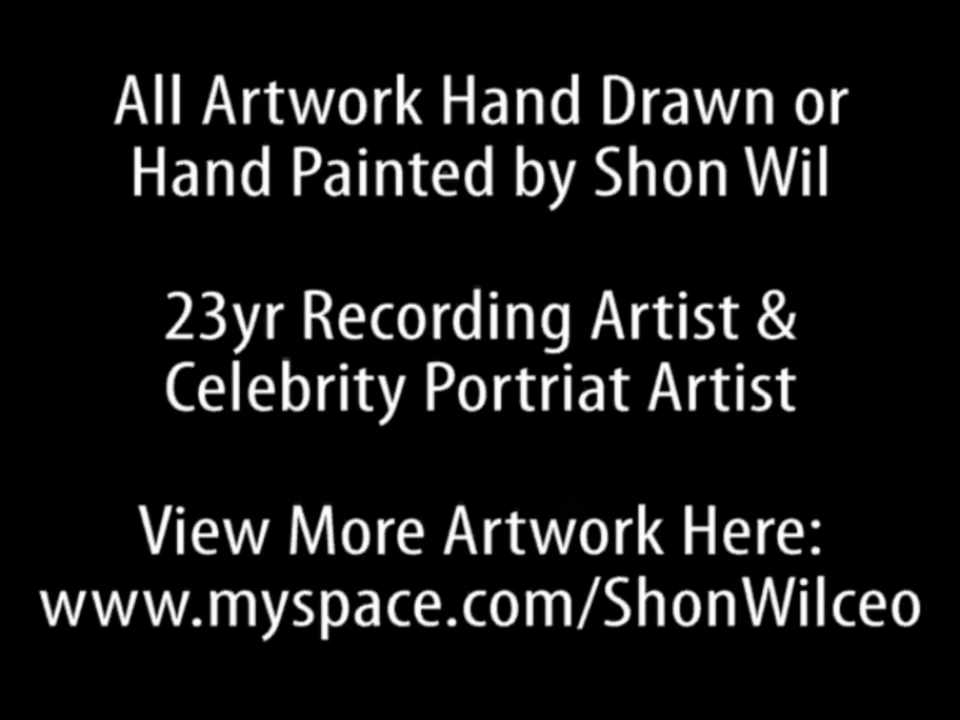 All Artwork Hand Drawn or
Hand Painted by Shon Wil
23yr Recording Artist &
Celebrity Portriat Artist
View More Artwork Here:
www.myspace.com/ShonWilceo